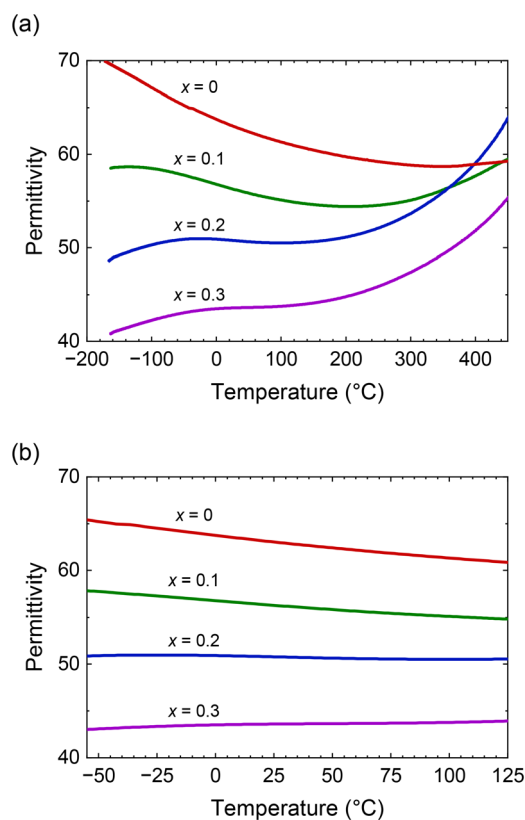 (a)
70
60
50
40
Permittivity
x = 0
x = 0.1
x = 0.2
x = 0.3
−200 −100 0 100 200 300 400
Temperature (°C)
(b)
70
60
50
40
Permittivity
x = 0
x = 0.1
x = 0.2
x = 0.3
−50 −25 0 25 50 75 100 125
Temperature (°C)